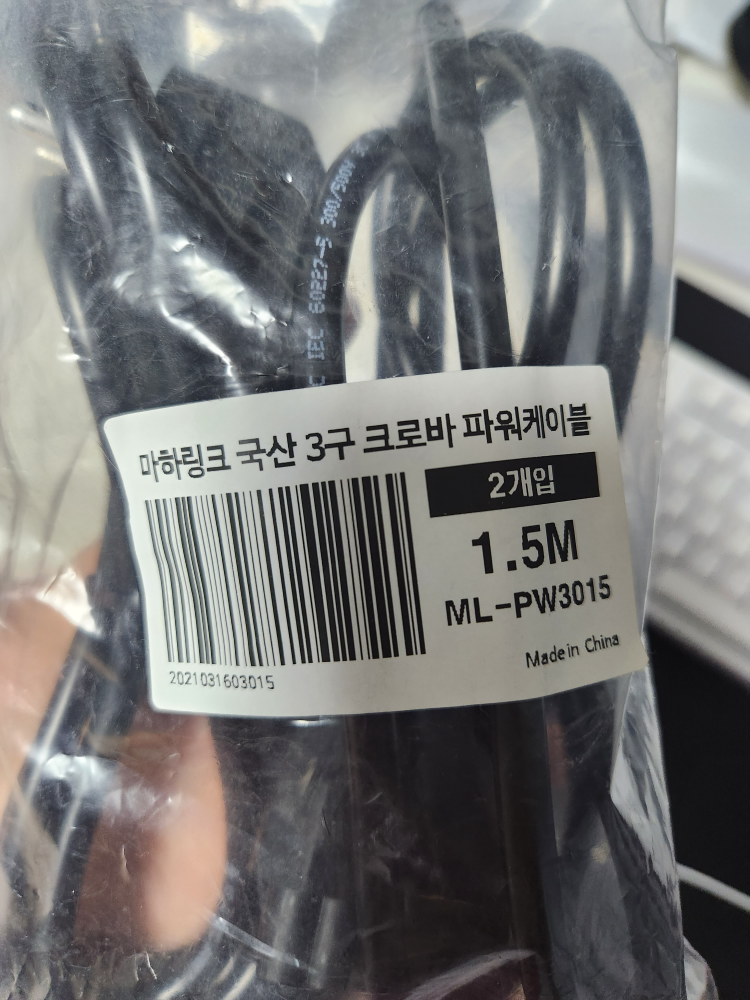 IEC 60227-5 300/500V
마하링크 국산 3구 크로바 파워케이블
2개입
1.5M
ML-PW3015
2021031603015
Made in China